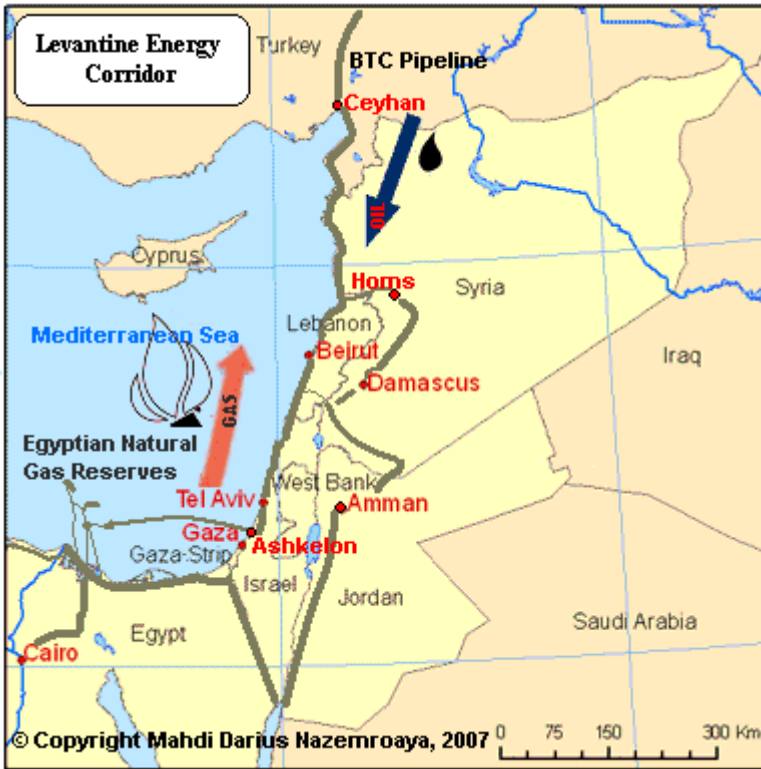 Levantine Energy
Corridor
Turkey
BTC Pipeline
Ceyhan
OIL
Cyprus
Homs
Syria
Mediterranean Sea
Lebanon
Beirut
Iraq
Damascus
GAS
Egyptian Natural
Gas Reserves
West Bank
Tel Aviv
Amman
Gaza
Ashkelon
Gaza-Strip
Israel
Jordan
Saudi Arabia
Egypt
Cairo
© Copyright Mahdi Darius Nazemroaya, 2007
0 75 150 300 Km